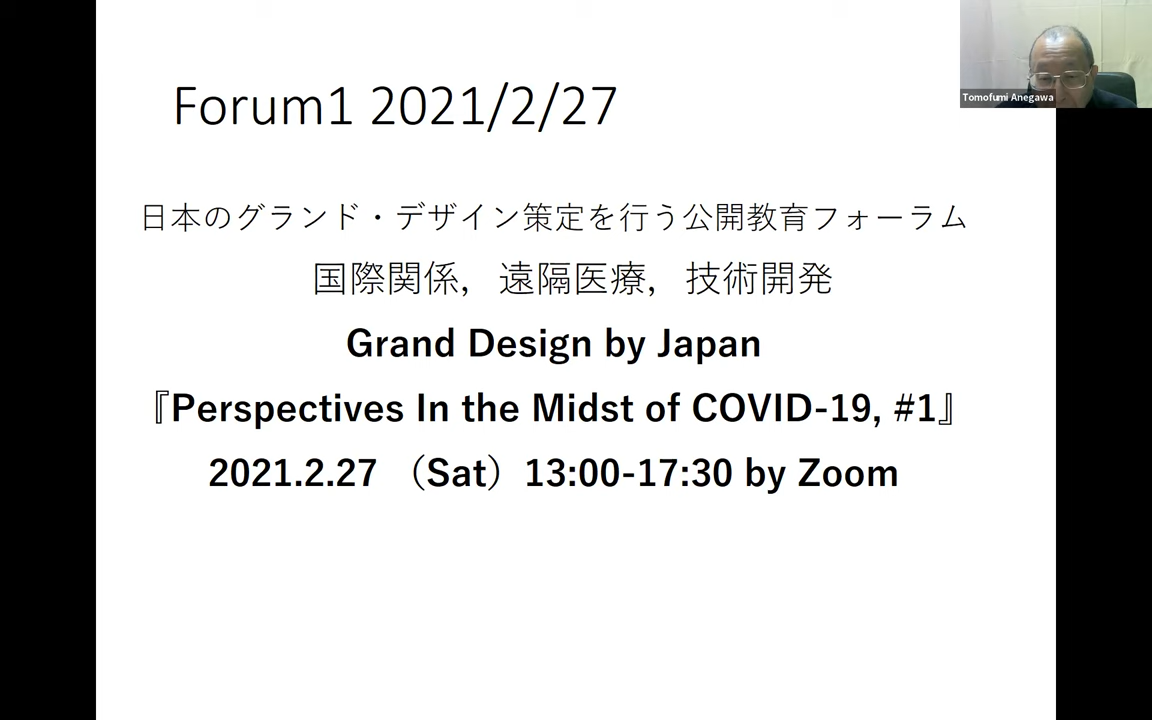 Forum1 2021/2/27
Tomofumi Anegawa
日本のグランド・デザイン策定を行う公開教育フォーラム
国際関係，遠隔医療，技術開発
Grand Design by Japan
『Perspectives In the Midst of COVID-19, #1』
2021.2.27 （Sat）13:00-17:30 by Zoom